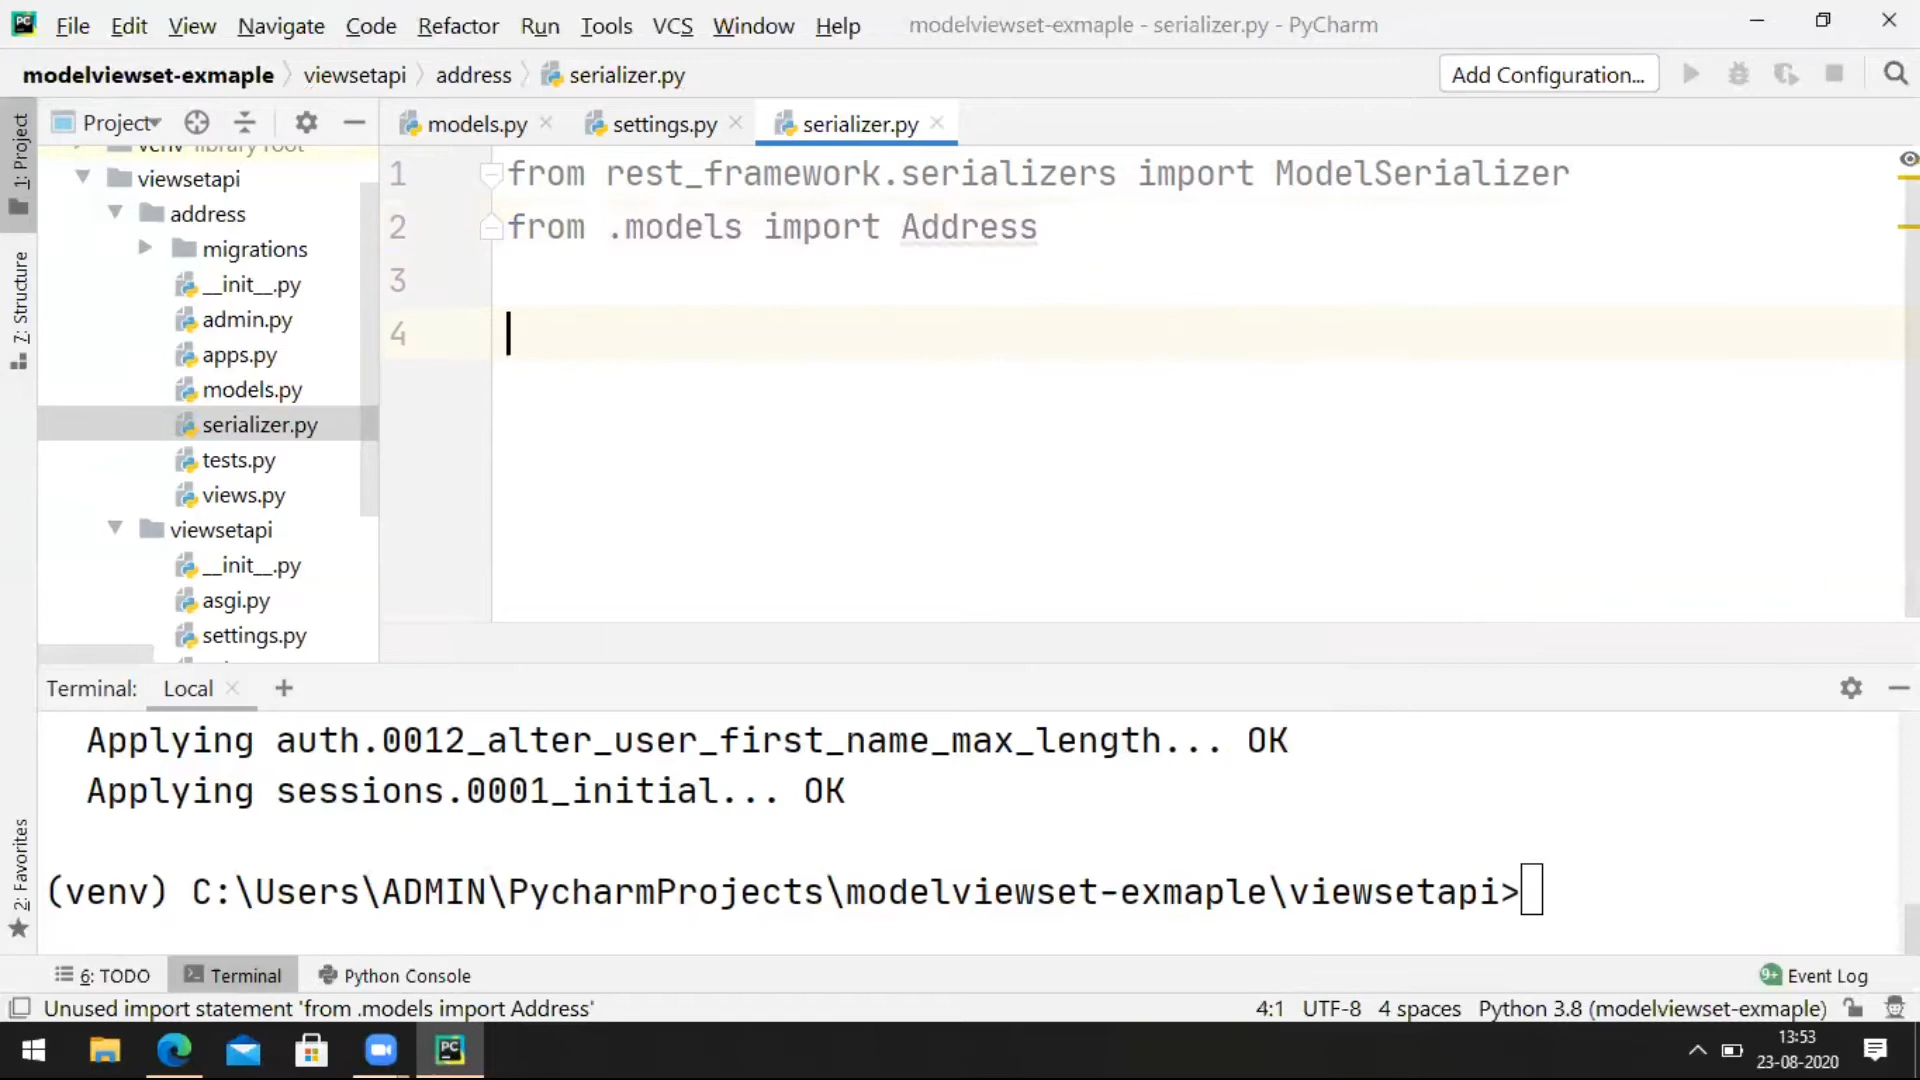 File Edit View Navigate Code Refactor Run Tools VCS Window Help modelviewset-exmaple - serializer.py - PyCharm
modelviewset-exmaple viewsetapi address serializer.py Add Configuration...
Project models.py settings.py serializer.py
venv library root
viewsetapi
address
migrations
__init__.py
admin.py
apps.py
models.py
serializer.py
tests.py
views.py
viewsetapi
__init__.py
asgi.py
settings.py
1 from rest_framework.serializers import ModelSerializer
2 from .models import Address
3
4
1: Project
7: Structure
2: Favorites
Terminal: Local
Applying auth.0012_alter_user_first_name_max_length... OK
Applying sessions.0001_initial... OK
(venv) C:\Users\ADMIN\PycharmProjects\modelviewset-exmaple\viewsetapi>
6: TODO Terminal Python Console 9+ Event Log
Unused import statement 'from .models import Address' 4:1 UTF-8 4 spaces Python 3.8 (modelviewset-exmaple)
PC
13:53
23-08-2020